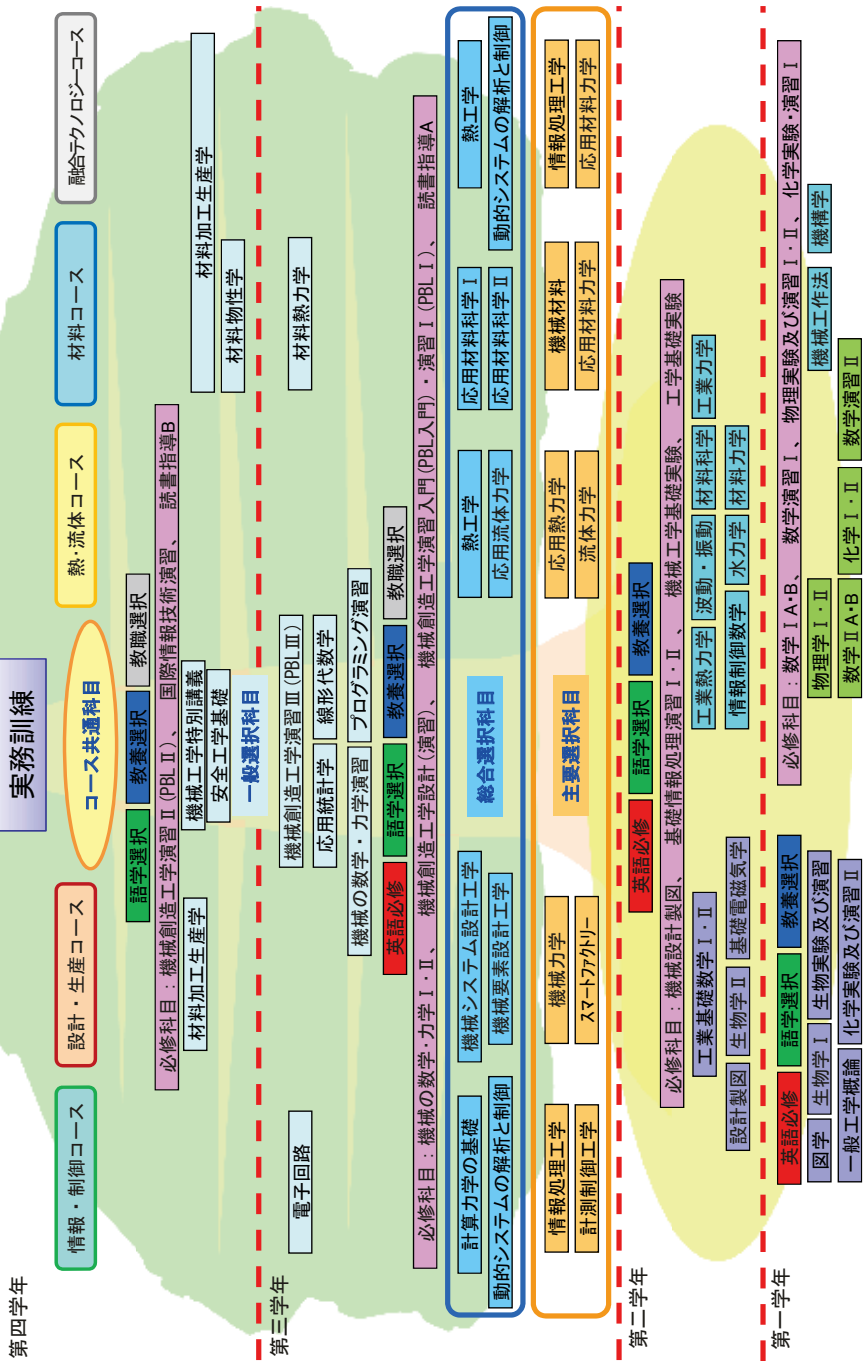 実務訓練
第四学年
情報・制御コース
設計・生産コース
コース共通科目
熱・流体コース
材料コース
融合テクノロジーコース
語学選択
教養選択
教職選択
必修科目：機械創造工学演習Ⅱ(PBLⅡ)、 国際情報技術演習、 読書指導B
材料加工生産学
機械工学特別講義
材料加工生産学
安全工学基礎
材料物性学
一般選択科目
第三学年
電子回路
機械創造工学演習Ⅲ(PBLⅢ)
材料熱力学
応用統計学
線形代数学
機械の数学・力学演習
プログラミング演習
英語必修
語学選択
教養選択
教職選択
必修科目：機械の数学・力学Ⅰ・Ⅱ、 機械創造工学設計(演習)、 機械創造工学演習入門(PBL入門)・演習Ⅰ(PBLⅠ)、 読書指導A
計算力学の基礎
機械システム設計工学
総合選択科目
熱工学
応用材料科学Ⅰ
熱工学
動的システムの解析と制御
機械要素設計工学
応用流体力学
応用材料科学Ⅱ
動的システムの解析と制御
情報処理工学
機械力学
主要選択科目
応用熱力学
機械材料
情報処理工学
計測制御工学
スマートファクトリー
流体力学
応用材料力学
応用材料力学
第二学年
英語必修
語学選択
教養選択
必修科目：機械設計製図、 基礎情報処理演習Ⅰ・Ⅱ、 機械工学基礎実験、 工学基礎実験
工業基礎数学Ⅰ・Ⅱ
工業熱力学
波動・振動
材料科学
工業力学
設計製図
生物学Ⅱ
基礎電磁気学
情報制御数学
水力学
材料力学
第一学年
英語必修
語学選択
教養選択
必修科目：数学ⅠA・B、 数学演習Ⅰ、 物理実験及び演習Ⅰ・Ⅱ、 化学実験・演習Ⅰ
図学
生物学Ⅰ
生物実験及び演習
物理学Ⅰ・Ⅱ
機械工作法
機構学
一般工学概論
化学実験及び演習Ⅱ
数学ⅡA・B
化学Ⅰ・Ⅱ
数学演習Ⅱ